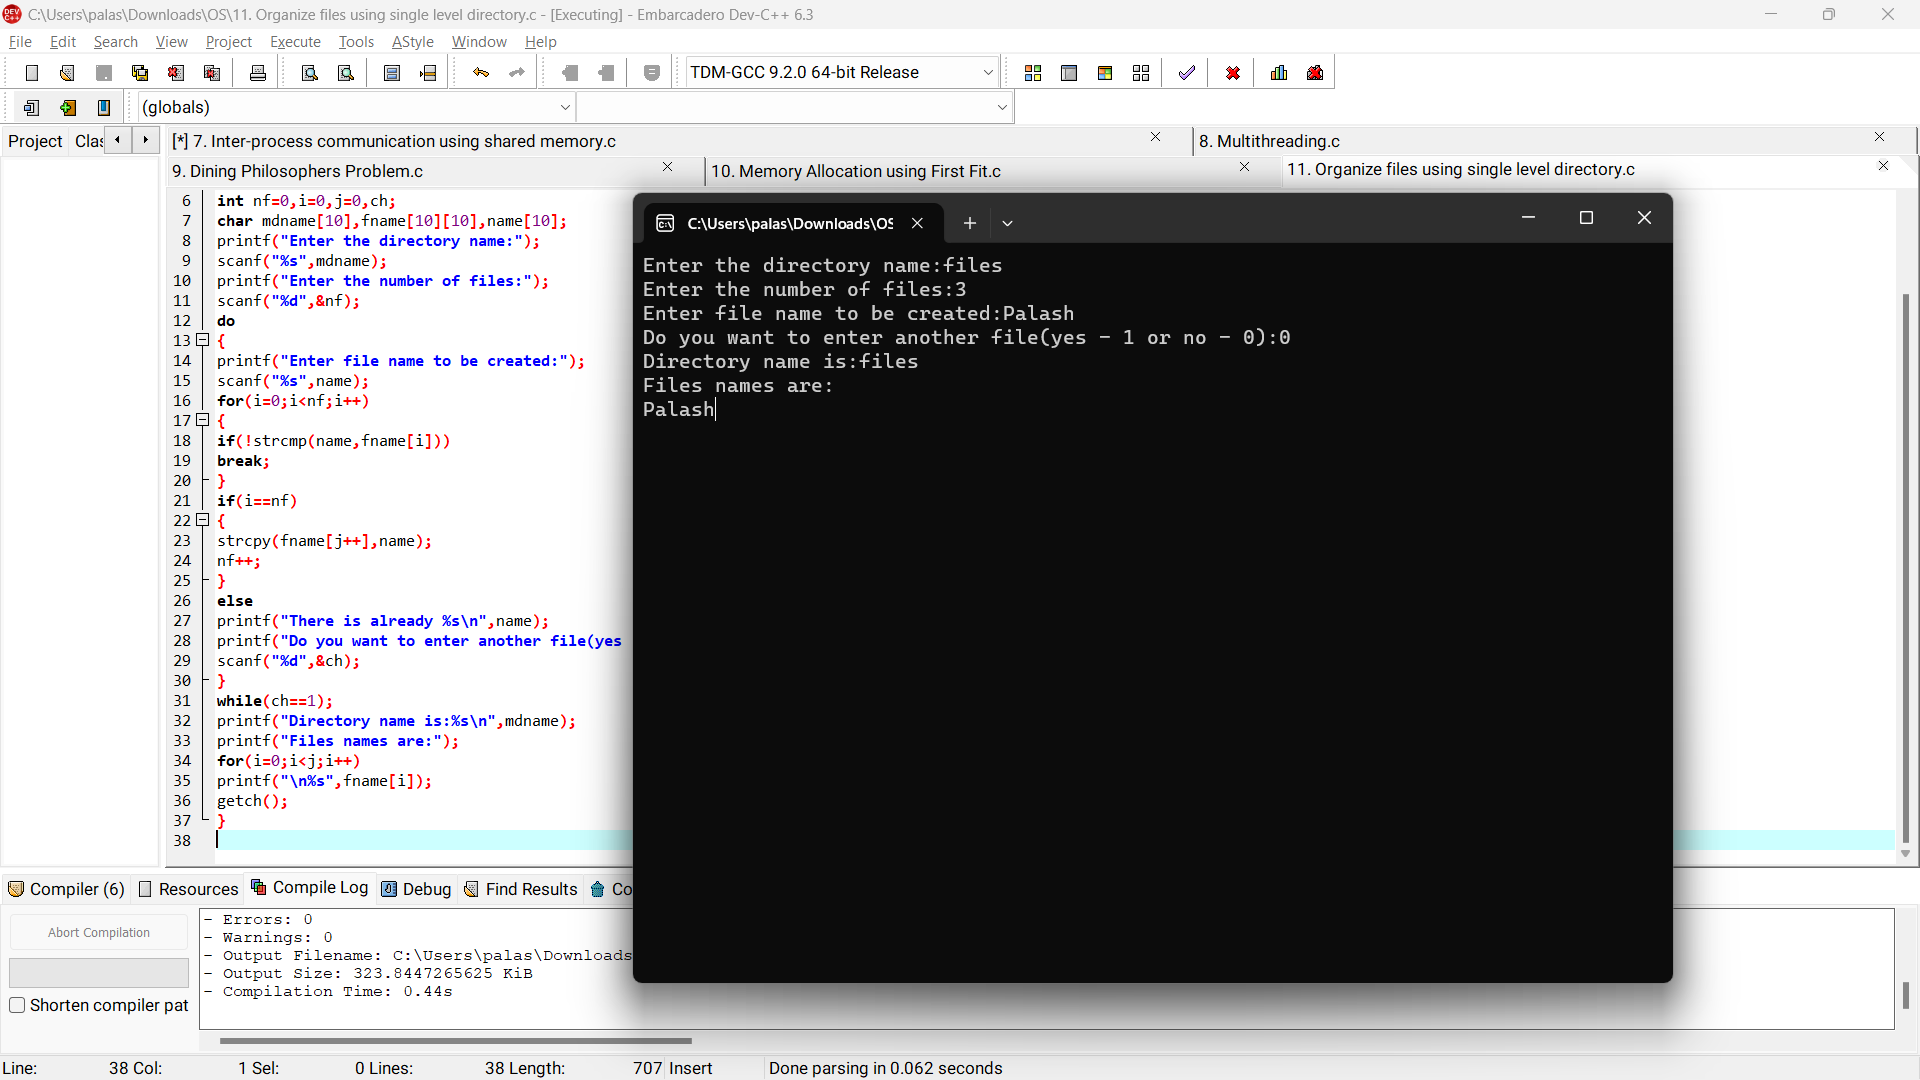 C:\Users\palas\Downloads\OS\11. Organize files using single level directory.c - [Executing] - Embarcadero Dev-C++ 6.3
File Edit Search View Project Execute Tools AStyle Window Help
TDM-GCC 9.2.0 64-bit Release
(globals)
Project Clas
[*] 7. Inter-process communication using shared memory.c
8. Multithreading.c
9. Dining Philosophers Problem.c
10. Memory Allocation using First Fit.c
11. Organize files using single level directory.c
6 int nf=0,i=0,j=0,ch;
7 char mdname[10],fname[10][10],name[10];
8 printf("Enter the directory name:");
9 scanf("%s",mdname);
10 printf("Enter the number of files:");
11 scanf("%d",&nf);
12 do
13 {
14 printf("Enter file name to be created:");
15 scanf("%s",name);
16 for(i=0;i<nf;i++)
17 {
18 if(!strcmp(name,fname[i]))
19 break;
20 }
21 if(i==nf)
22 {
23 strcpy(fname[j++],name);
24 nf++;
25 }
26 else
27 printf("There is already %s\n",name);
28 printf("Do you want to enter another file(yes
29 scanf("%d",&ch);
30 }
31 while(ch==1);
32 printf("Directory name is:%s\n",mdname);
33 printf("Files names are:");
34 for(i=0;i<j;i++)
35 printf("\n%s",fname[i]);
36 getch();
37 }
38
C:\Users\palas\Downloads\OS
Enter the directory name:files
Enter the number of files:3
Enter file name to be created:Palash
Do you want to enter another file(yes - 1 or no - 0):0
Directory name is:files
Files names are:
Palash
Compiler (6) Resources Compile Log Debug Find Results Co
Abort Compilation
Shorten compiler pat
- Errors: 0
- Warnings: 0
- Output Filename: C:\Users\palas\Downloads
- Output Size: 323.8447265625 KiB
- Compilation Time: 0.44s
Line: 38 Col: 1 Sel: 0 Lines: 38 Length: 707 Insert Done parsing in 0.062 seconds